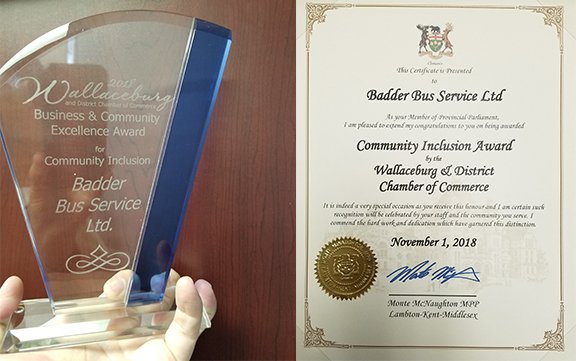 2018
Wallaceburg
and District Chamber of Commerce
Business & Community
Excellence Award
for
Community Inclusion
Badder
Bus Service
Ltd.
Ontario
This Certificate is Presented
to
Badder Bus Service Ltd
As your Member of Provincial Parliament,
I am pleased to extend my congratulations to you on being awarded
Community Inclusion Award
by the
Wallaceburg & District
Chamber of Commerce
It is indeed a very special occasion as you receive this honour and I am certain such
recognition will be celebrated by your staff and the community you serve. I
commend the hard work and dedication which have garnered this distinction.
November 1, 2018
Monte McNaughton MPP
Lambton-Kent-Middlesex